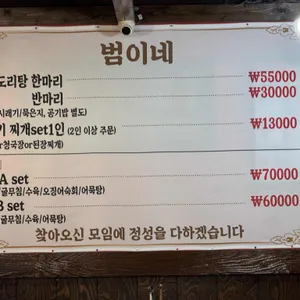 범이네
도리탕 한마리 ₩55000
반마리 ₩30000
시래기/묵은지, 공기밥 별도)
기 찌개set1인 (2인 이상 주문) ₩13000
r청국장or된장찌개)
A set ₩70000
굴무침/수육/오징어숙회/어묵탕)
B set ₩60000
굴무침/수육/어묵탕)
찾아오신 모임에 정성을 다하겠습니다